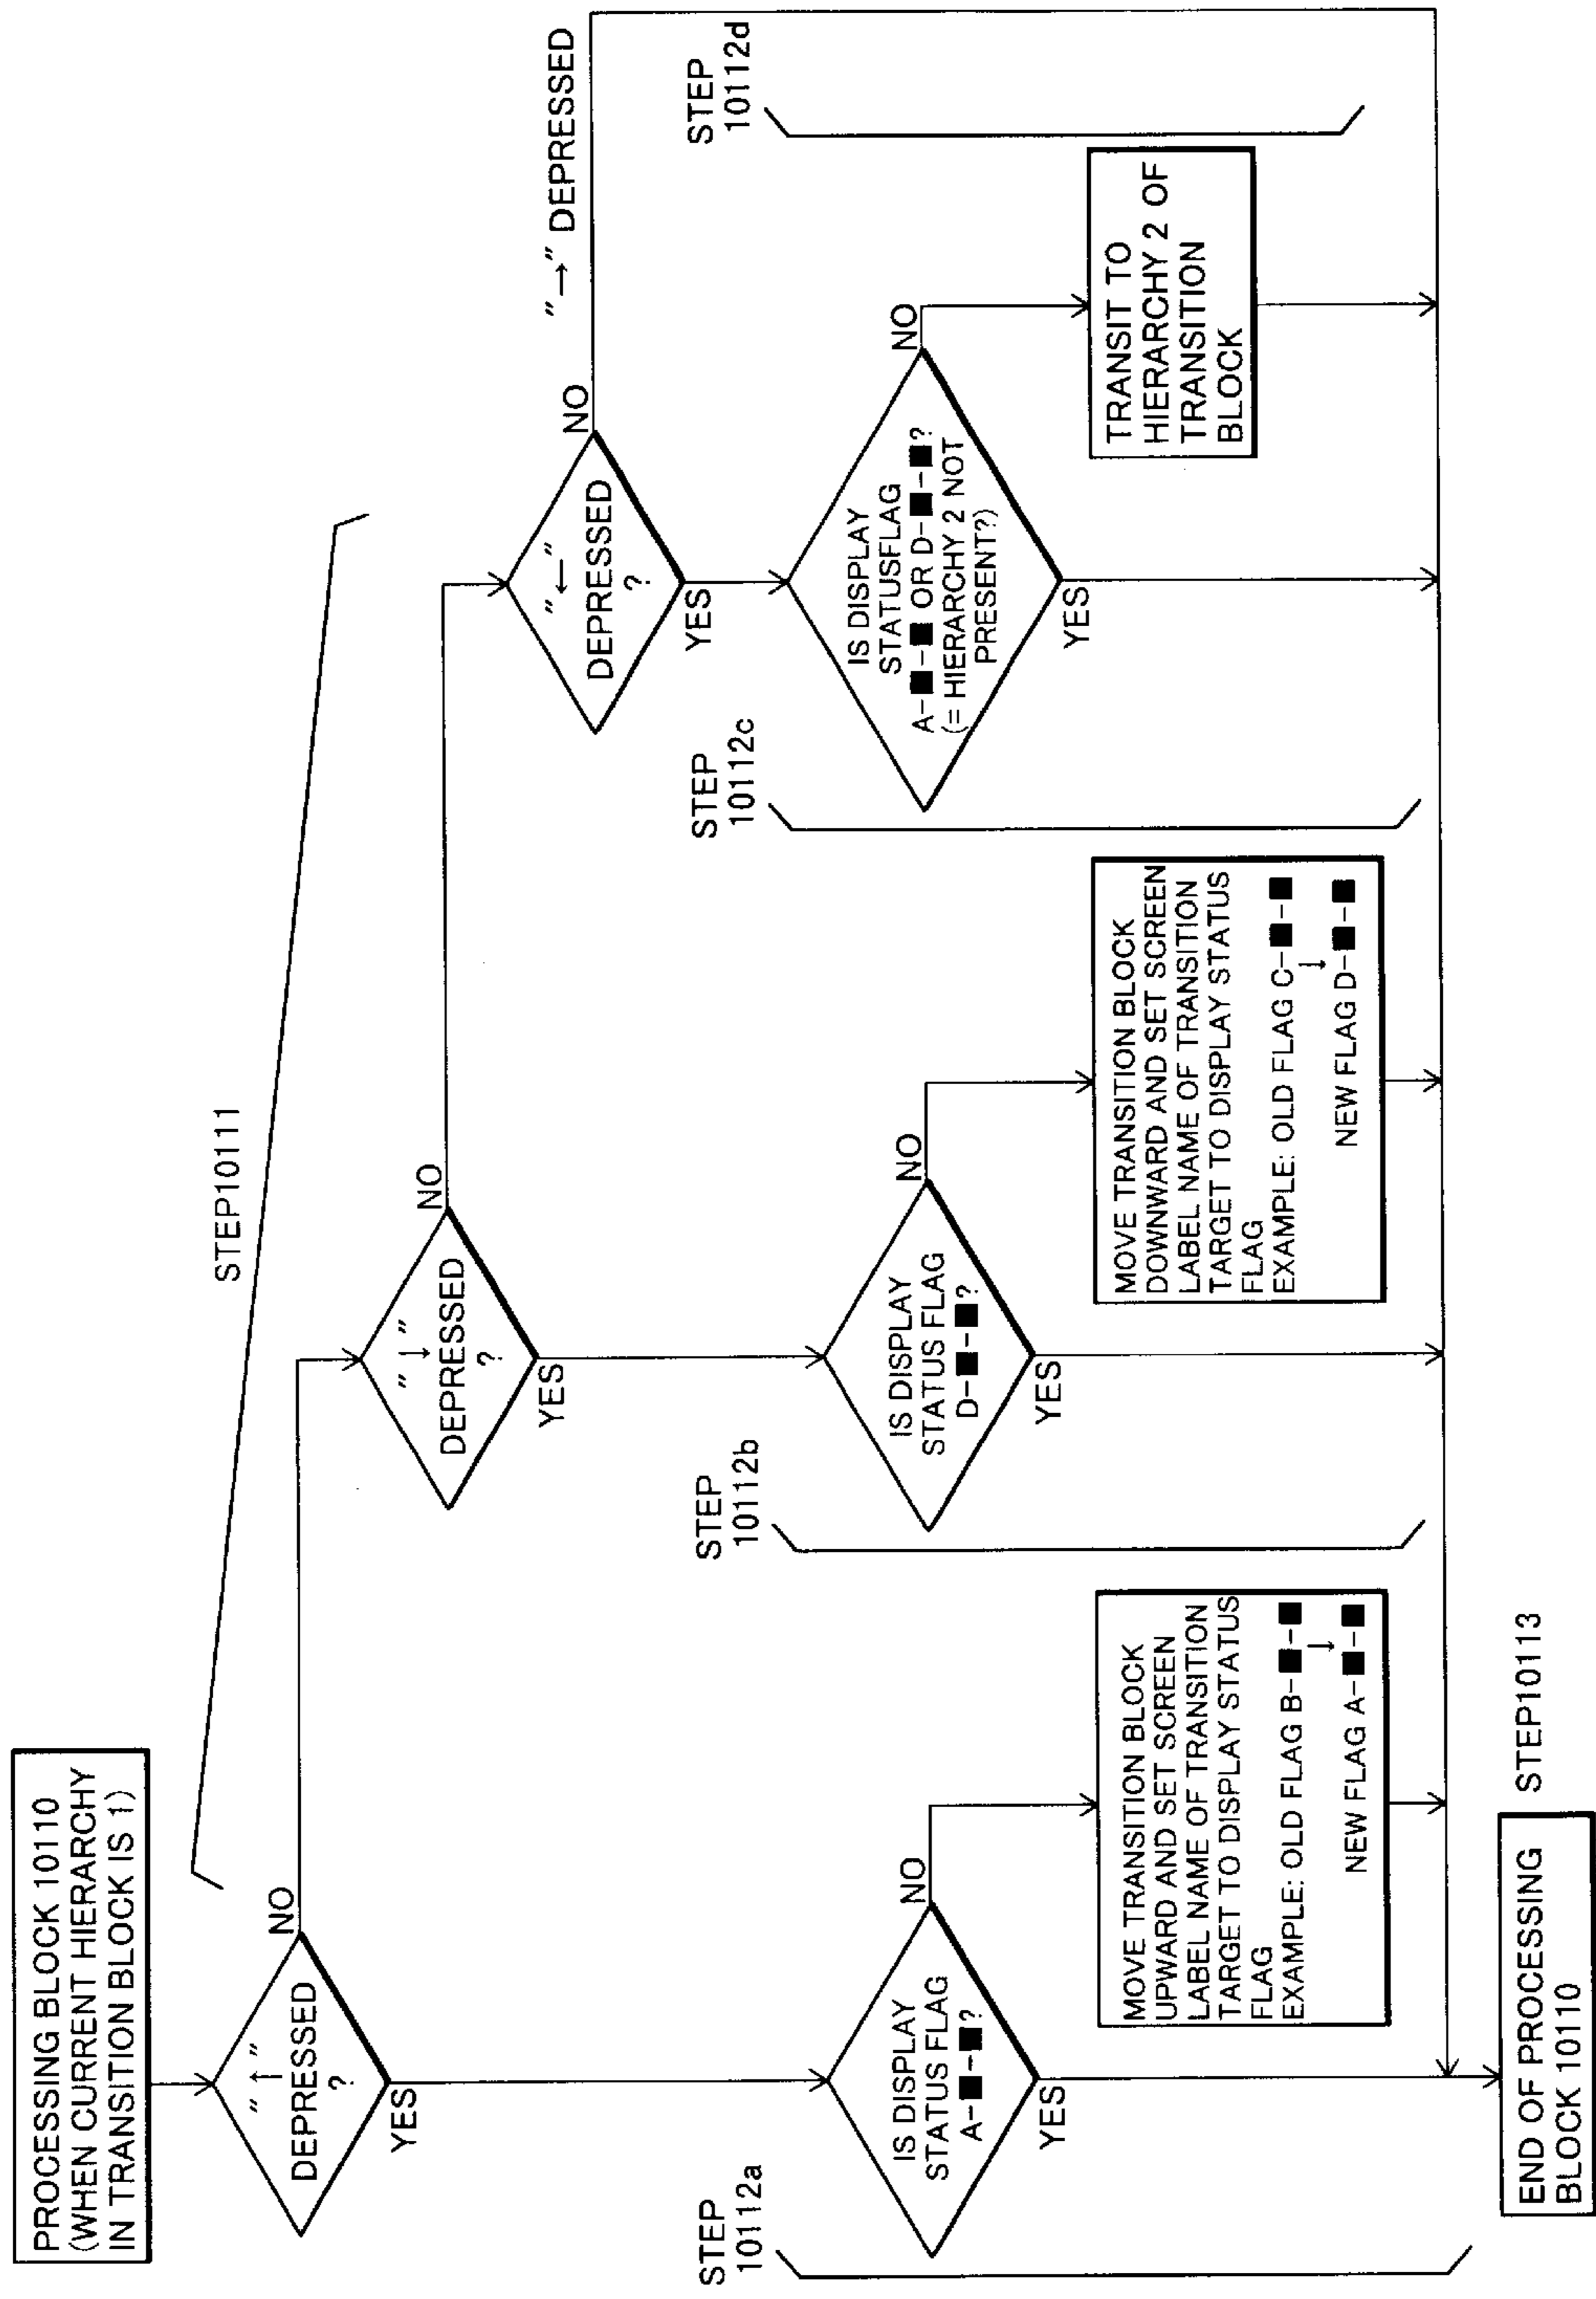 PROCESSING BLOCK 10110
(WHEN CURRENT HIERARCHY
IN TRANSITION BLOCK IS 1)
STEP10111
"↑"
DEPRESSED
?
NO
YES
"↓"
DEPRESSED
?
NO
YES
"←"
DEPRESSED
?
NO
YES
"→" DEPRESSED
STEP
10112a
IS DISPLAY
STATUS FLAG
A-■-■?
NO
YES
MOVE TRANSITION BLOCK
UPWARD AND SET SCREEN
LABEL NAME OF TRANSITION
TARGET TO DISPLAY STATUS
FLAG
EXAMPLE: OLD FLAG B-■-■
↓
NEW FLAG A-■-■
STEP
10112b
IS DISPLAY
STATUS FLAG
D-■-■?
NO
YES
MOVE TRANSITION BLOCK
DOWNWARD AND SET SCREEN
LABEL NAME OF TRANSITION
TARGET TO DISPLAY STATUS
FLAG
EXAMPLE: OLD FLAG C-■-■
↓
NEW FLAG D-■-■
STEP
10112c
IS DISPLAY
STATUSFLAG
A-■-■ OR D-■-■?
(= HIERARCHY 2 NOT
PRESENT?)
NO
YES
TRANSIT TO
HIERARCHY 2 OF
TRANSITION
BLOCK
STEP
10112d
END OF PROCESSING
BLOCK 10110
STEP10113